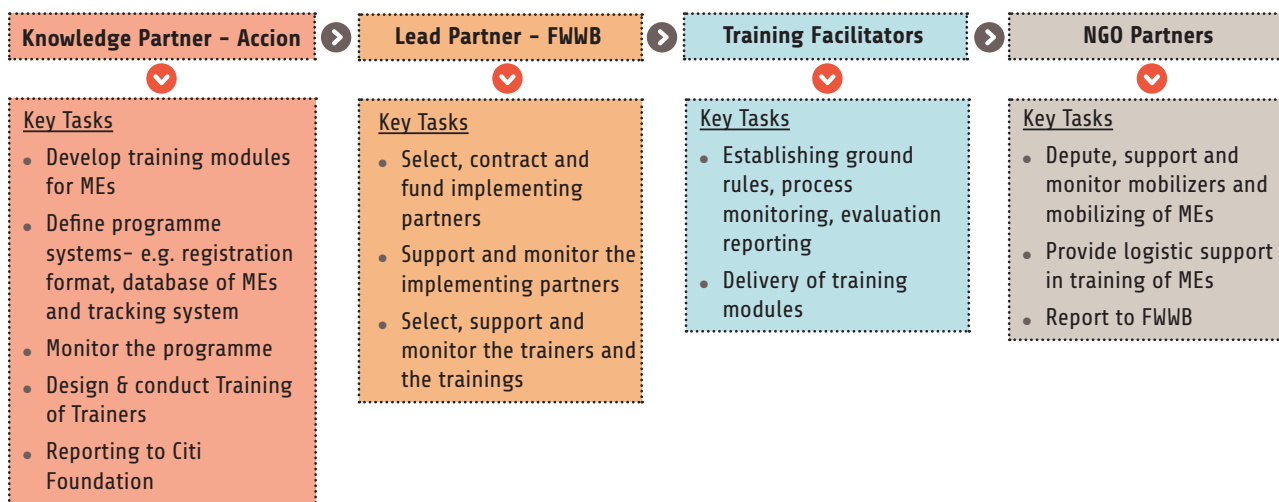 Knowledge Partner - Accion
Key Tasks
Develop training modules
for MEs
Define programme
systems- e.g. registration
format, database of MEs
and tracking system
Monitor the programme
Design & conduct Training
of Trainers
Reporting to Citi
Foundation
Lead Partner - FWWB
Key Tasks
Select, contract and
fund implementing
partners
Support and monitor the
implementing partners
Select, support and
monitor the trainers and
the trainings
Training Facilitators
Key Tasks
Establishing ground
rules, process
monitoring, evaluation
reporting
Delivery of training
modules
NGO Partners
Key Tasks
Depute, support and
monitor mobilizers and
mobilizing of MEs
Provide logistic support
in training of MEs
Report to FWWB